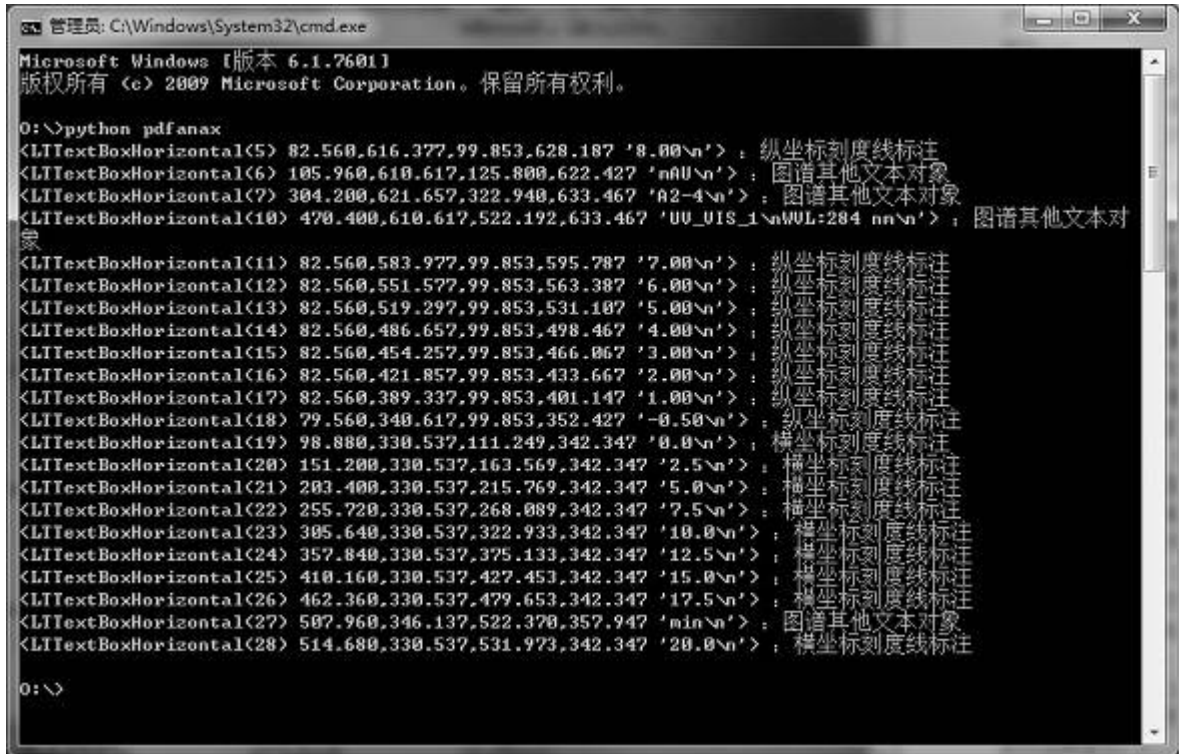 管理员: C:\Windows\System32\cmd.exe
Microsoft Windows [版本 6.1.7601]
版权所有 (c) 2009 Microsoft Corporation。保留所有权利。
O:\>python pdfanax
<LTTextBoxHorizontal(5) 82.560,616.377,99.853,628.187 '8.00\n'> : 纵坐标刻度线标注
<LTTextBoxHorizontal(6) 105.960,610.617,125.800,622.427 'mAU\n'> : 图谱其他文本对象
<LTTextBoxHorizontal(7) 304.200,621.657,322.940,633.467 'A2-4\n'> : 图谱其他文本对象
<LTTextBoxHorizontal(10) 470.400,610.617,522.192,633.467 'UV_VIS_1\nWVL:284 nm\n'> : 图谱其他文本对
象
<LTTextBoxHorizontal(11) 82.560,583.977,99.853,595.787 '7.00\n'> : 纵坐标刻度线标注
<LTTextBoxHorizontal(12) 82.560,551.577,99.853,563.387 '6.00\n'> : 纵坐标刻度线标注
<LTTextBoxHorizontal(13) 82.560,519.297,99.853,531.107 '5.00\n'> : 纵坐标刻度线标注
<LTTextBoxHorizontal(14) 82.560,486.657,99.853,498.467 '4.00\n'> : 纵坐标刻度线标注
<LTTextBoxHorizontal(15) 82.560,454.257,99.853,466.067 '3.00\n'> : 纵坐标刻度线标注
<LTTextBoxHorizontal(16) 82.560,421.857,99.853,433.667 '2.00\n'> : 纵坐标刻度线标注
<LTTextBoxHorizontal(17) 82.560,389.337,99.853,401.147 '1.00\n'> : 纵坐标刻度线标注
<LTTextBoxHorizontal(18) 79.560,340.617,99.853,352.427 '-0.50\n'> : 纵坐标刻度线标注
<LTTextBoxHorizontal(19) 98.880,330.537,111.249,342.347 '0.0\n'> : 横坐标刻度线标注
<LTTextBoxHorizontal(20) 151.200,330.537,163.569,342.347 '2.5\n'> : 横坐标刻度线标注
<LTTextBoxHorizontal(21) 203.400,330.537,215.769,342.347 '5.0\n'> : 横坐标刻度线标注
<LTTextBoxHorizontal(22) 255.720,330.537,268.089,342.347 '7.5\n'> : 横坐标刻度线标注
<LTTextBoxHorizontal(23) 305.640,330.537,322.933,342.347 '10.0\n'> : 横坐标刻度线标注
<LTTextBoxHorizontal(24) 357.840,330.537,375.133,342.347 '12.5\n'> : 横坐标刻度线标注
<LTTextBoxHorizontal(25) 410.160,330.537,427.453,342.347 '15.0\n'> : 横坐标刻度线标注
<LTTextBoxHorizontal(26) 462.360,330.537,479.653,342.347 '17.5\n'> : 横坐标刻度线标注
<LTTextBoxHorizontal(27) 507.960,346.137,522.370,357.947 'min\n'> : 图谱其他文本对象
<LTTextBoxHorizontal(28) 514.680,330.537,531.973,342.347 '20.0\n'> : 横坐标刻度线标注
O:\>